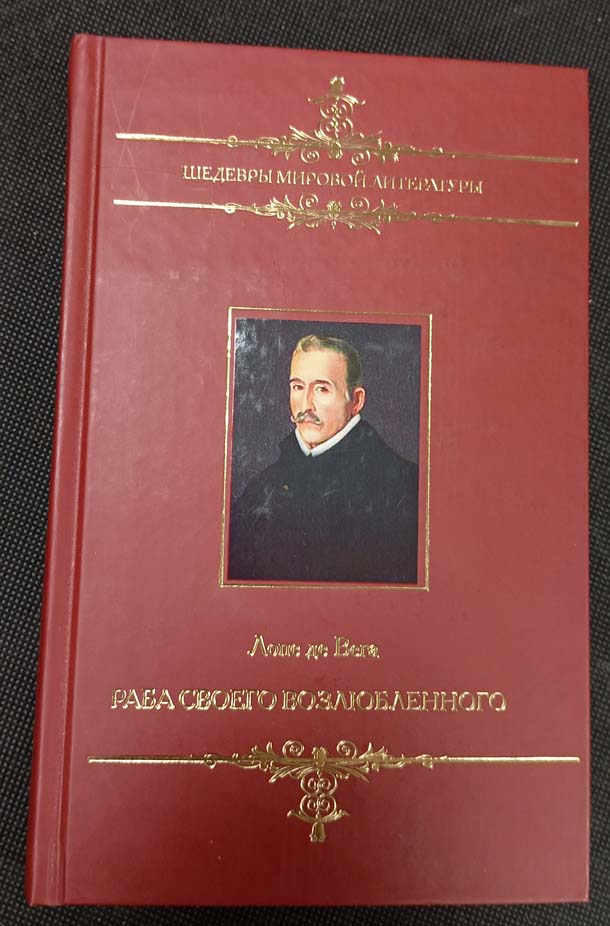 ШЕДЕВРЫ МИРОВОЙ ЛИТЕРАТУРЫ
Лопе де Вега
РАБА СВОЕГО ВОЗЛЮБЛЕННОГО